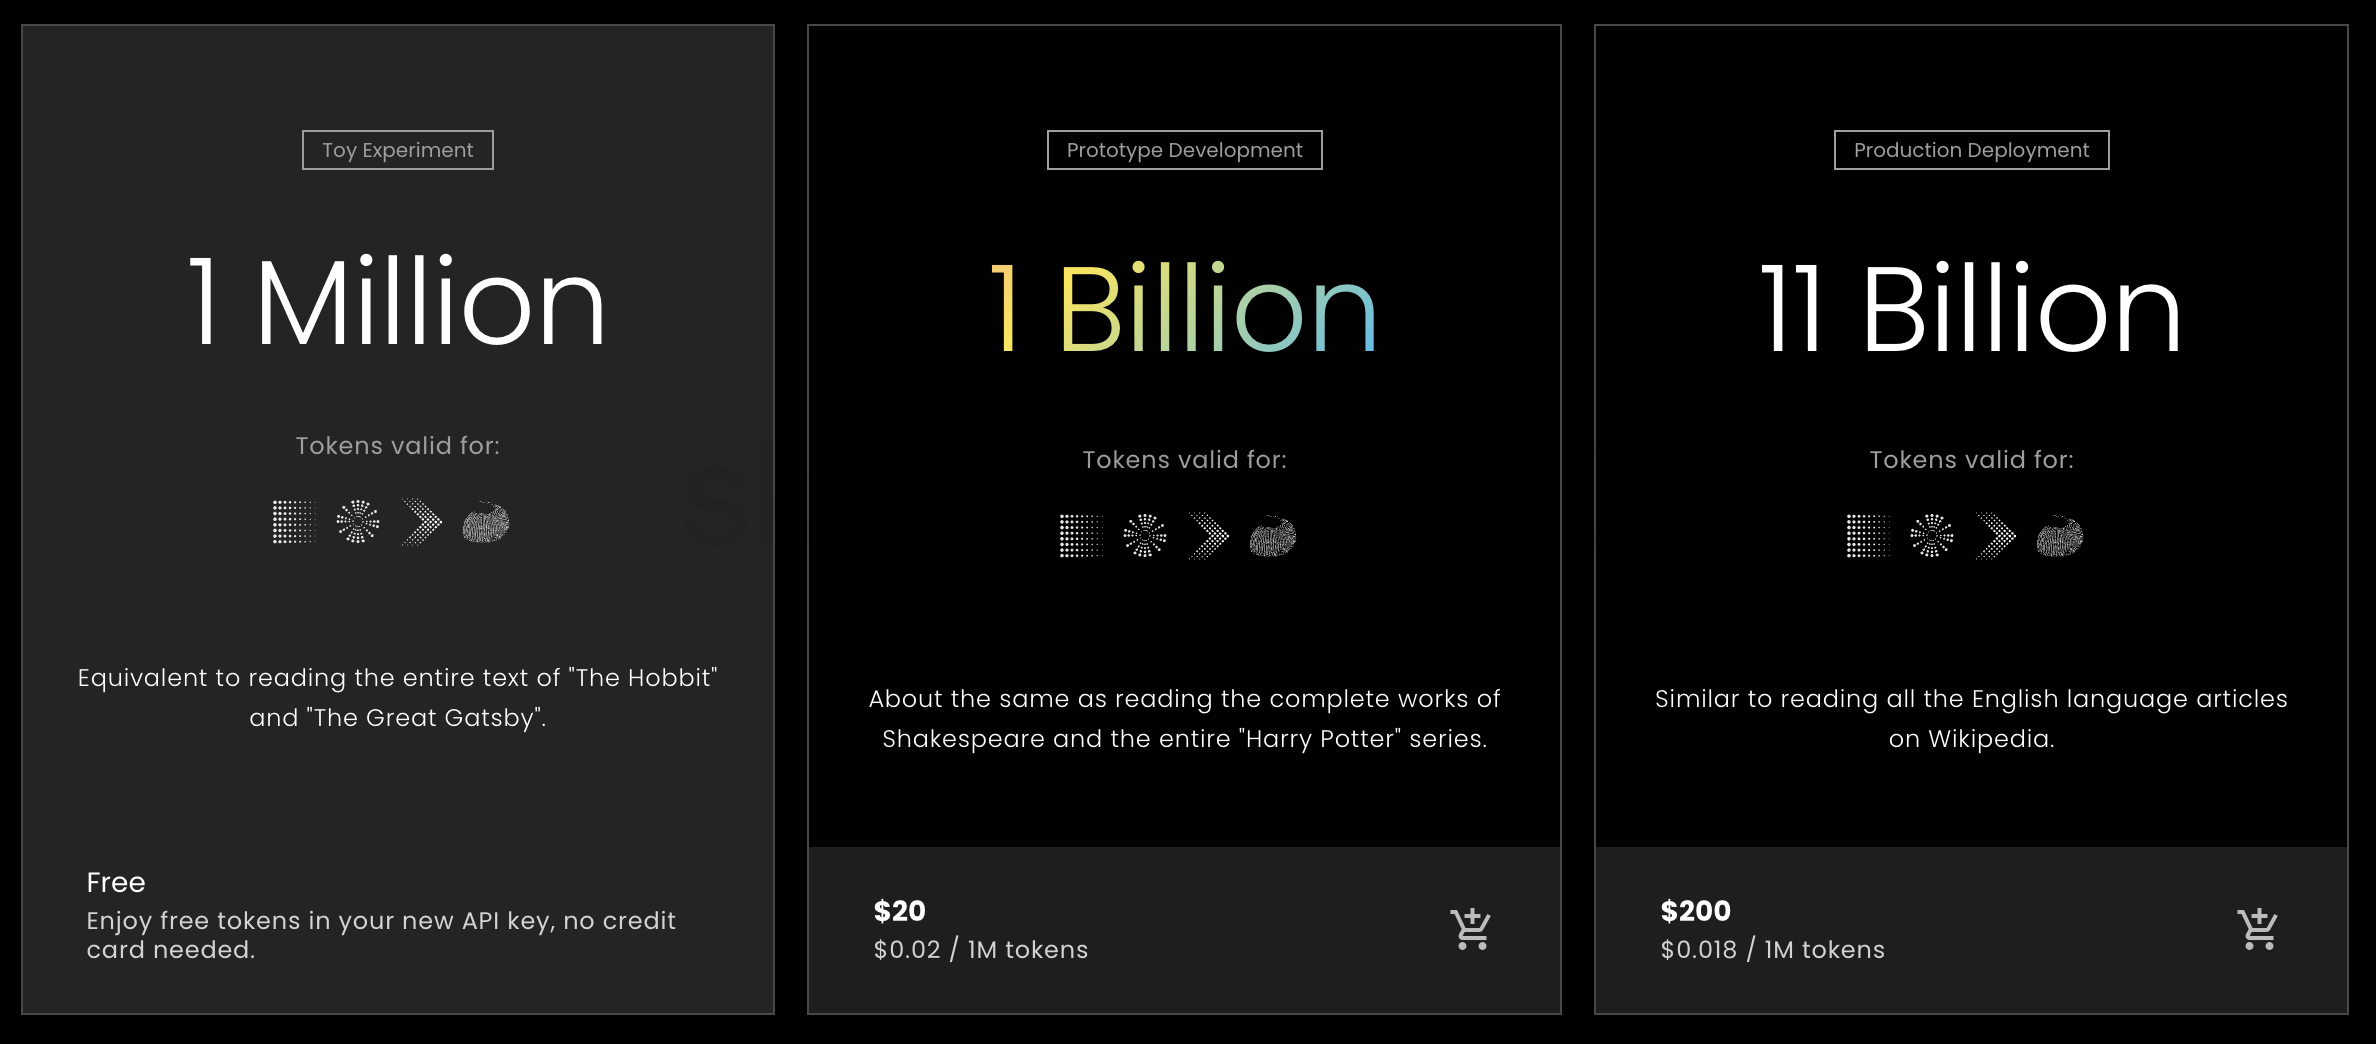 Toy Experiment
1 Million
Tokens valid for:
Equivalent to reading the entire text of "The Hobbit"
and "The Great Gatsby".
Free
Enjoy free tokens in your new API key, no credit
card needed.
Prototype Development
1 Billion
Tokens valid for:
About the same as reading the complete works of
Shakespeare and the entire "Harry Potter" series.
$20
$0.02 / 1M tokens
Production Deployment
11 Billion
Tokens valid for:
Similar to reading all the English language articles
on Wikipedia.
$200
$0.018 / 1M tokens